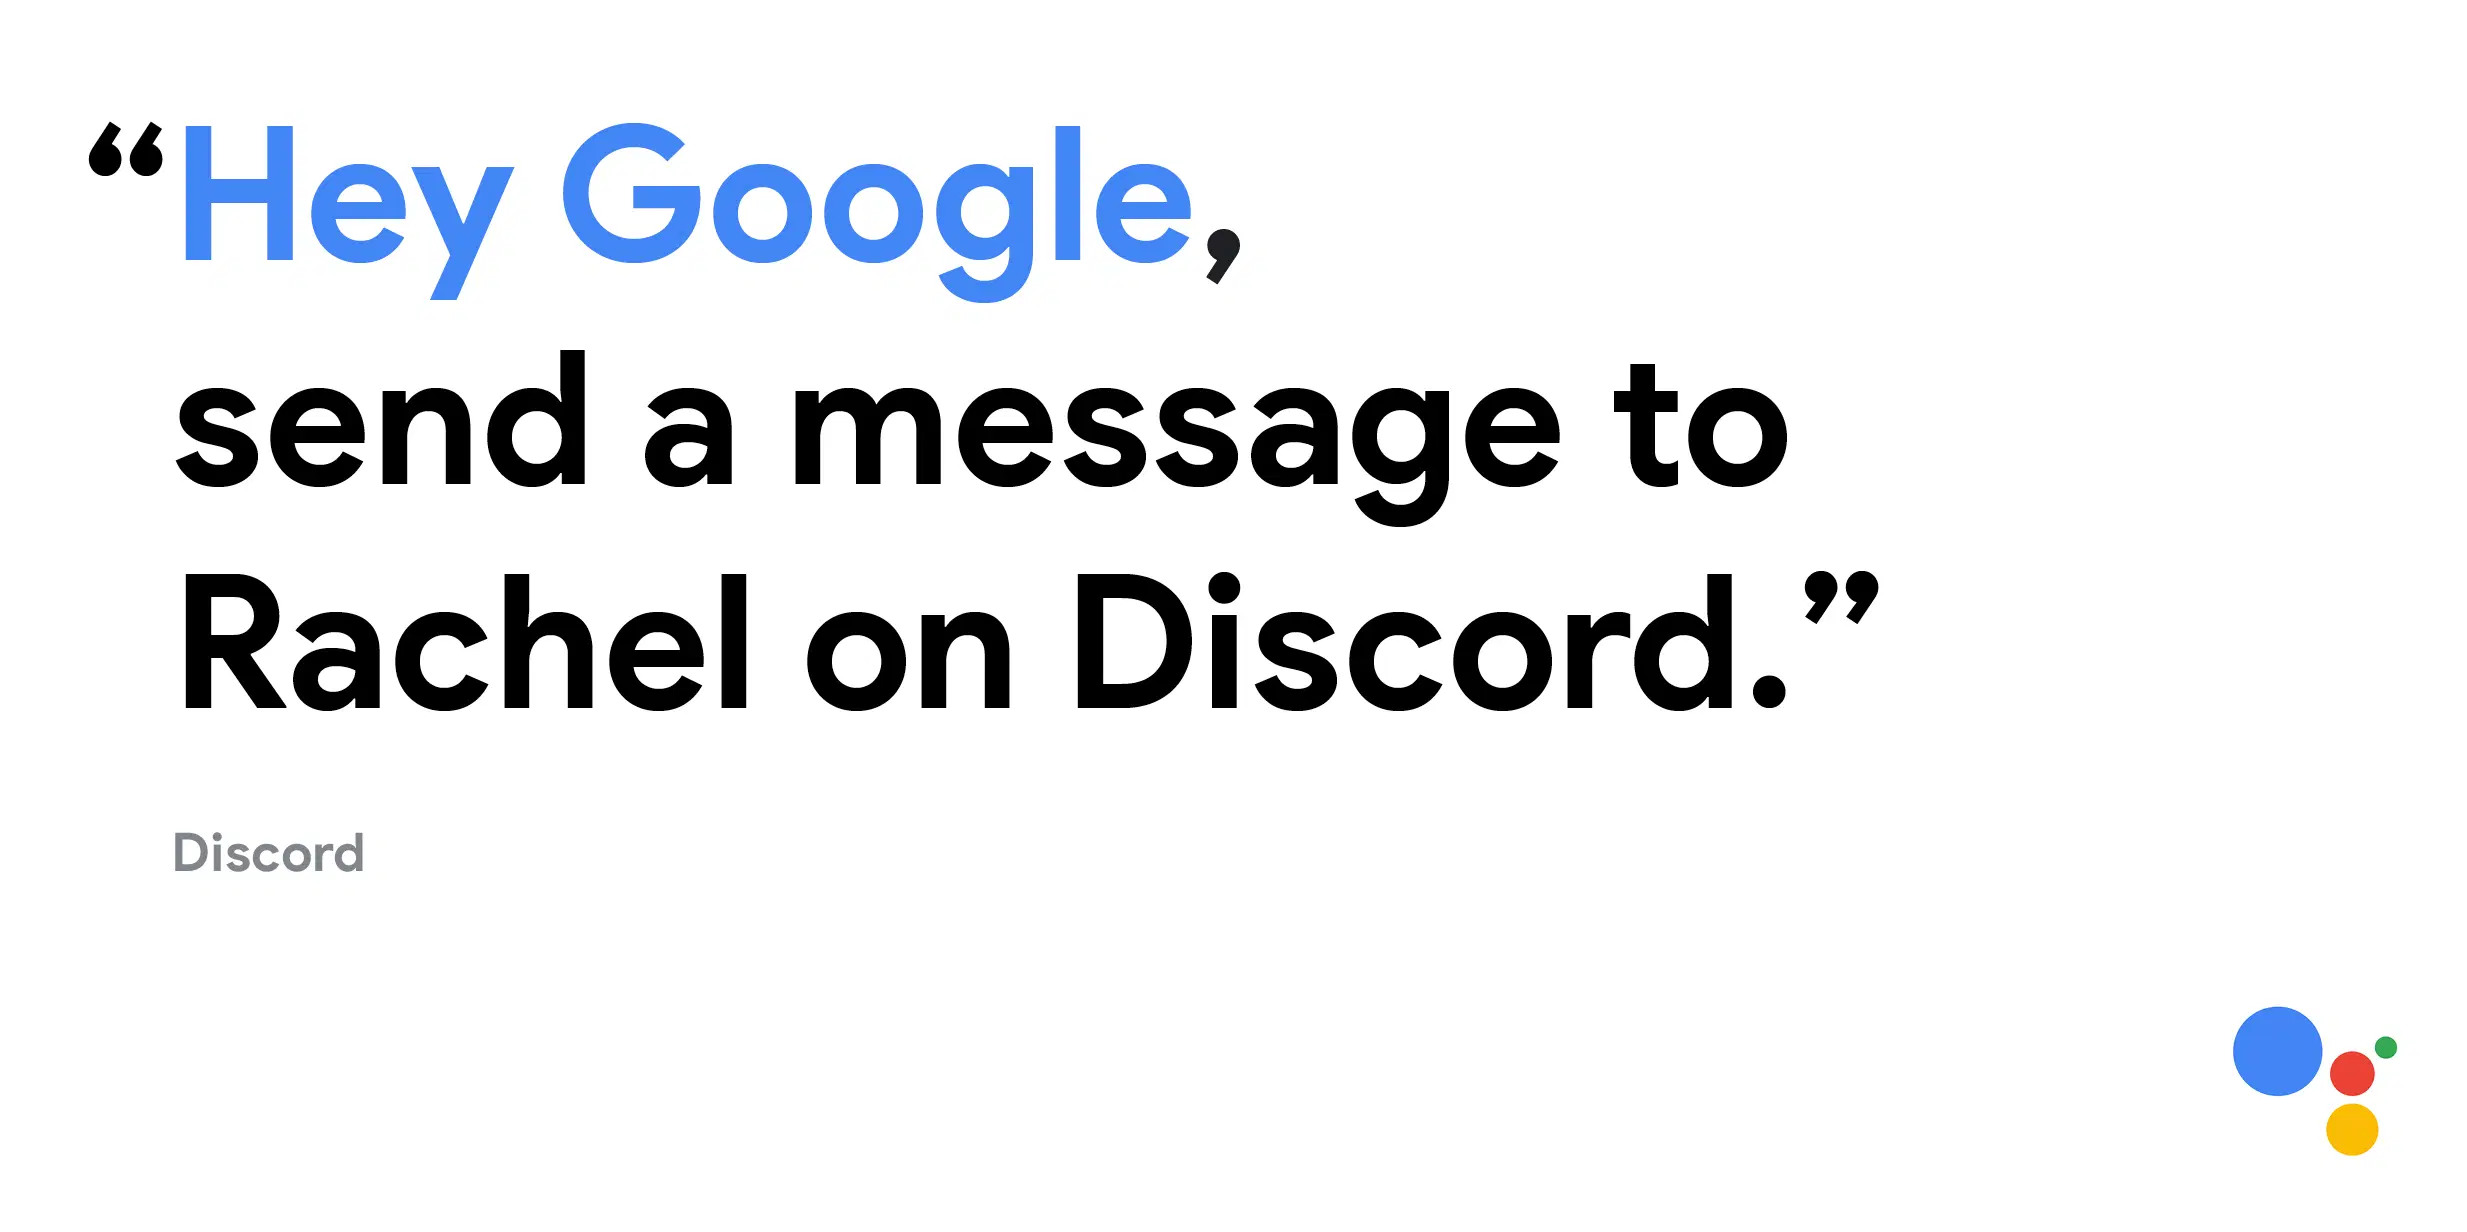 “Hey Google,
send a message to
Rachel on Discord.”
Discord